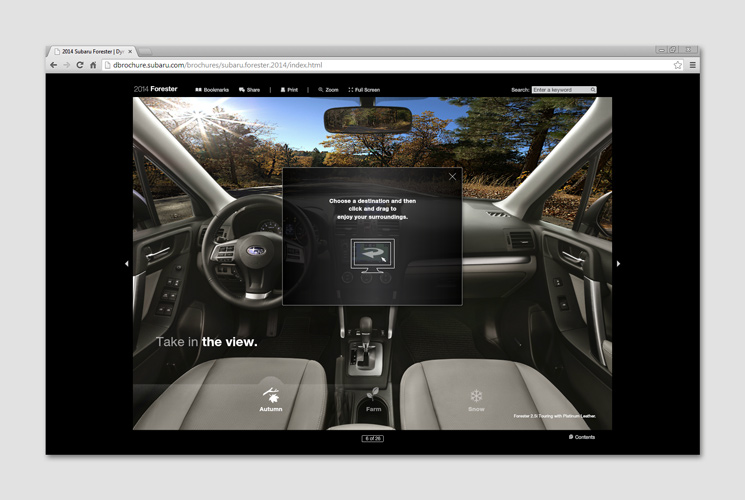 2014 Subaru Forester | Dyn
dbrochure.subaru.com/brochures/subaru.forester.2014/index.html
2014 Forester
Bookmarks
Share
Print
Zoom
Full Screen
Search:
Enter a keyword
Choose a destination and then
click and drag to
enjoy your surroundings.
Take in the view.
Autumn
Farm
Snow
Forester 2.5i Touring with Platinum Leather.
6 of 26
Contents